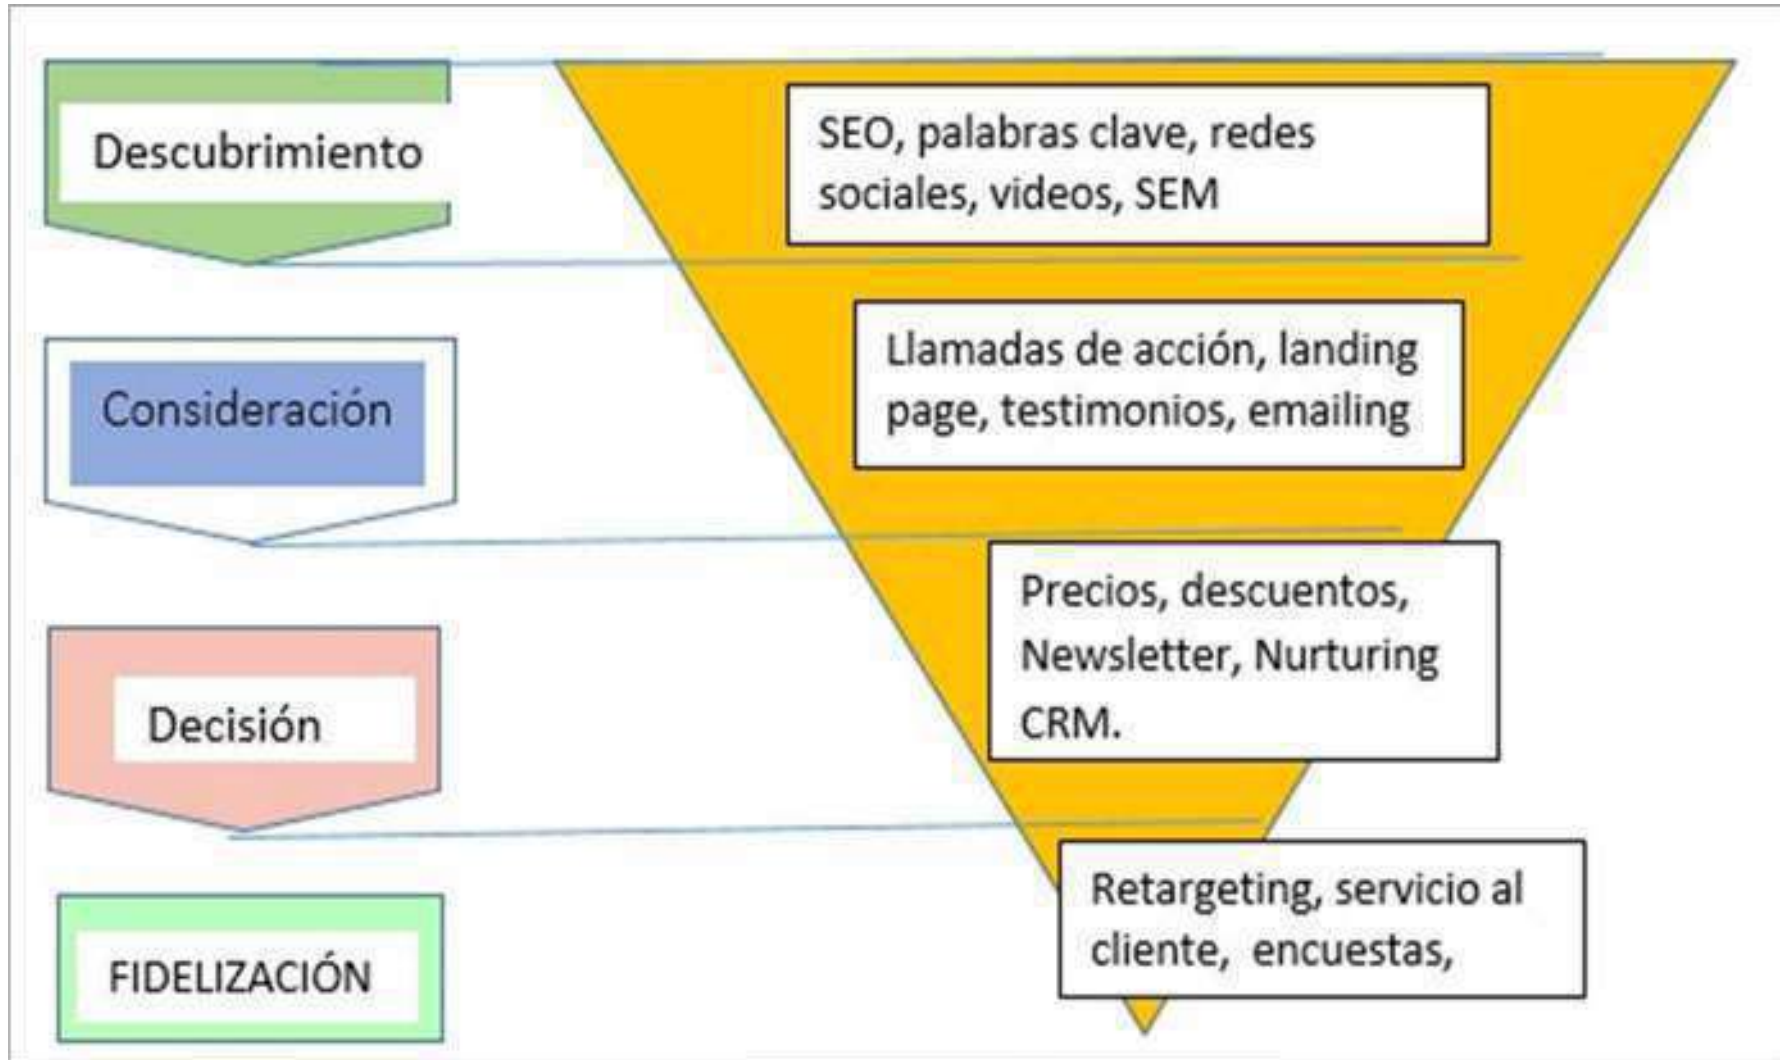 Descubrimiento
SEO, palabras clave, redes
sociales, videos, SEM
Consideración
Llamadas de acción, landing
page, testimonios, emailing
Decisión
Precios, descuentos,
Newsletter, Nurturing
CRM.
FIDELIZACIÓN
Retargeting, servicio al
cliente, encuestas,